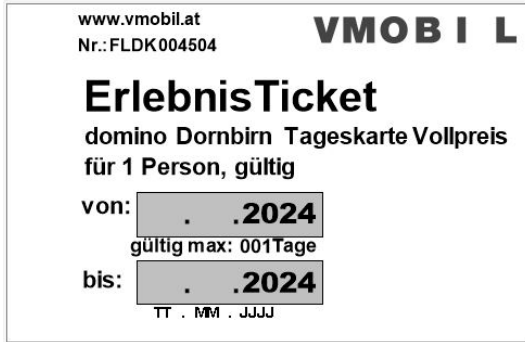 www.vmobil.at
VMOBIL
Nr.:FLDK004504
ErlebnisTicket
domino Dornbirn Tageskarte Vollpreis
für 1 Person, gültig
von: . .2024
gültig max: 001Tage
bis: . .2024
TT . MM . JJJJ